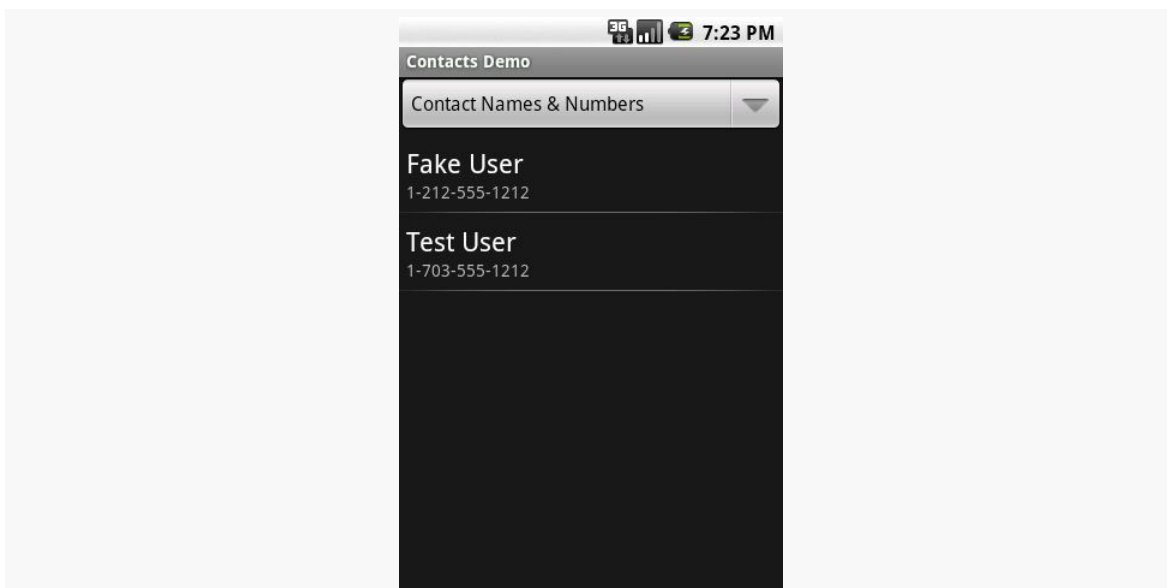 3G 7:23 PM
Contacts Demo
Contact Names & Numbers
Fake User
1-212-555-1212
Test User
1-703-555-1212